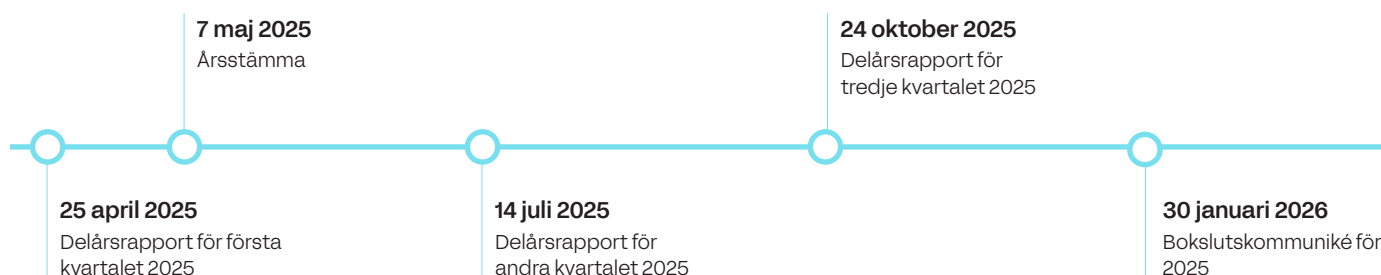 7 maj 2025
Årsstämma
24 oktober 2025
Delårsrapport för
tredje kvartalet 2025
25 april 2025
Delårsrapport för första
kvartalet 2025
14 juli 2025
Delårsrapport för
andra kvartalet 2025
30 januari 2026
Bokslutskommuniké för
2025